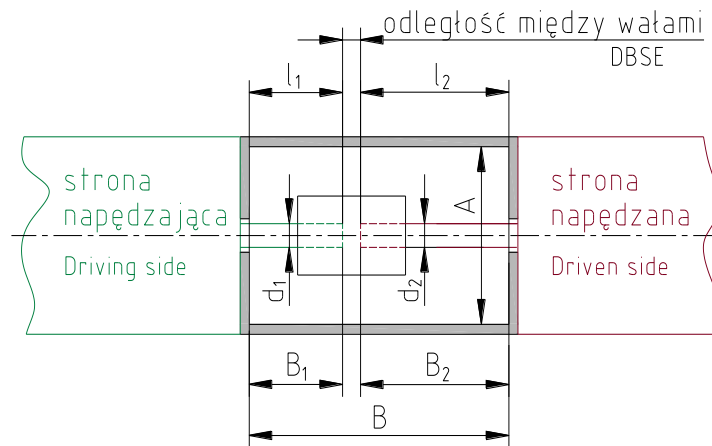 odległość między wałami
DBSE
l₁
l₂
strona
napędzająca
Driving side
A
strona
napędzana
Driven side
d₁
d₂
B₁
B₂
B